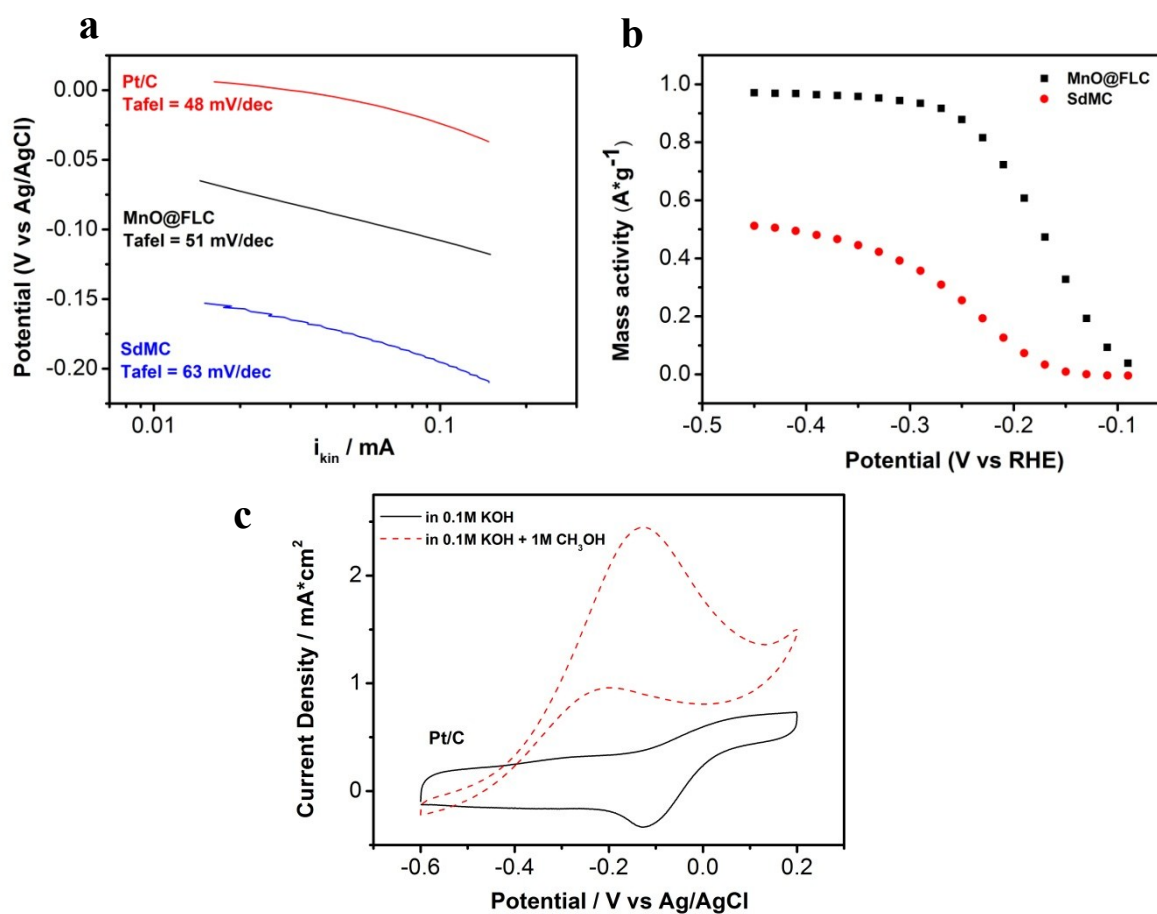 a
Pt/C
Tafel = 48 mV/dec
MnO@FLC
Tafel = 51 mV/dec
SdMC
Tafel = 63 mV/dec
0.00
-0.05
-0.10
-0.15
-0.20
Potential (V vs Ag/AgCl)
0.01
0.1
i_kin / mA
b
MnO@FLC
SdMC
1.0
0.8
0.6
0.4
0.2
0.0
Mass activity (A*g⁻¹)
-0.5
-0.4
-0.3
-0.2
-0.1
Potential (V vs RHE)
c
in 0.1M KOH
in 0.1M KOH + 1M CH₃OH
Pt/C
2
1
0
Current Density / mA*cm²
-0.6
-0.4
-0.2
0.0
0.2
Potential / V vs Ag/AgCl